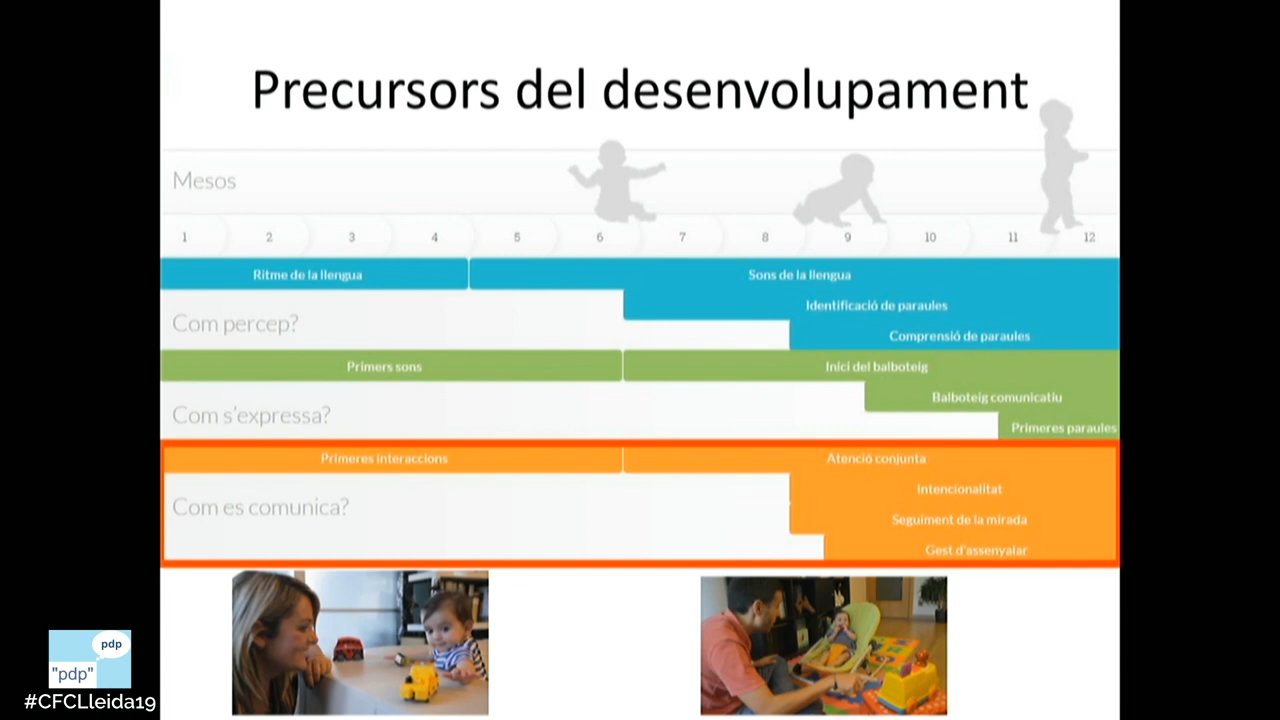 Precursors del desenvolupament
Mesos
1 2 3 4 5 6 7 8 9 10 11 12
Ritme de la llengua
Sons de la llengua
Identificació de paraules
Com percep?
Comprensió de paraules
Primers sons
Inici del balboteig
Balboteig comunicatiu
Com s'expressa?
Primeres paraules
Primeres interaccions
Atenció conjunta
Intencionalitat
Com es comunica?
Seguiment de la mirada
Gest d'assenyalar
pdp
"pdp"
#CFCLleida19